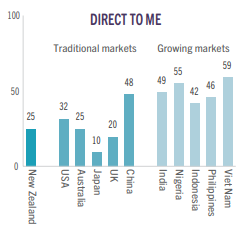 DIRECT TO ME
Traditional markets
Growing markets
100
50
0
25
32
25
10
20
48
49
55
42
46
59
New Zealand
USA
Australia
Japan
UK
China
India
Nigeria
Indonesia
Philippines
Viet Nam